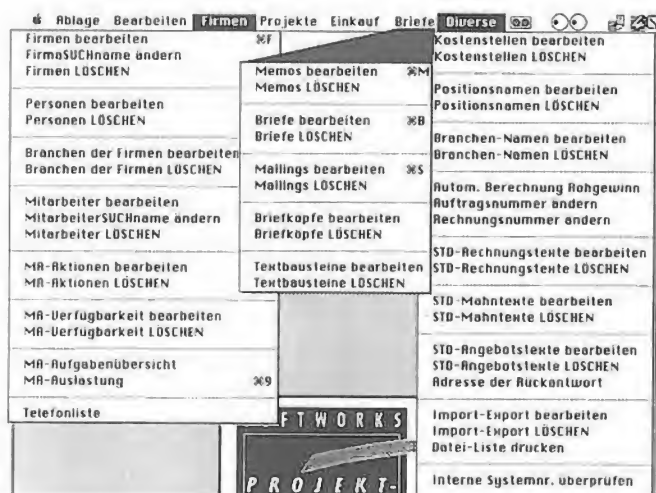 Ablage Bearbeiten Firmen Projekte Einkauf Briefe Diverse
Firmen bearbeiten ⌘F
FirmaSUCHname ändern
Firmen LÖSCHEN
Personen bearbeiten
Personen LÖSCHEN
Branchen der Firmen bearbeiten
Branchen der Firmen LÖSCHEN
Mitarbeiter bearbeiten
MitarbeiterSUCHname ändern
Mitarbeiter LÖSCHEN
MA-Aktionen bearbeiten
MA-Aktionen LÖSCHEN
MA-Verfügbarkeit bearbeiten
MA-Verfügbarkeit LÖSCHEN
MA-Aufgabenübersicht
MA-Auslastung ⌘9
Telefonliste
Memos bearbeiten ⌘M
Memos LÖSCHEN
Briefe bearbeiten ⌘B
Briefe LÖSCHEN
Mailings bearbeiten ⌘S
Mailings LÖSCHEN
Briefköpfe bearbeiten
Briefköpfe LÖSCHEN
Textbausteine bearbeiten
Textbausteine LÖSCHEN
Kostenstellen bearbeiten
Kostenstellen LÖSCHEN
Positionsnamen bearbeiten
Positionsnamen LÖSCHEN
Branchen-Namen bearbeiten
Branchen-Namen LÖSCHEN
Autom. Berechnung Rohgewinn
Auftragsnummer ändern
Rechnungsnummer ändern
STD-Rechnungstexte bearbeiten
STD-Rechnungstexte LÖSCHEN
STD-Mahntexte bearbeiten
STD-Mahntexte LÖSCHEN
STD-Angebotstexte bearbeiten
STD-Angebotstexte LÖSCHEN
Adresse der Rückantwort
Import-Export bearbeiten
Import-Export LÖSCHEN
Datei-Liste drucken
Interne Systemnr. überprüfen
FTWORKS
PROJEKT-